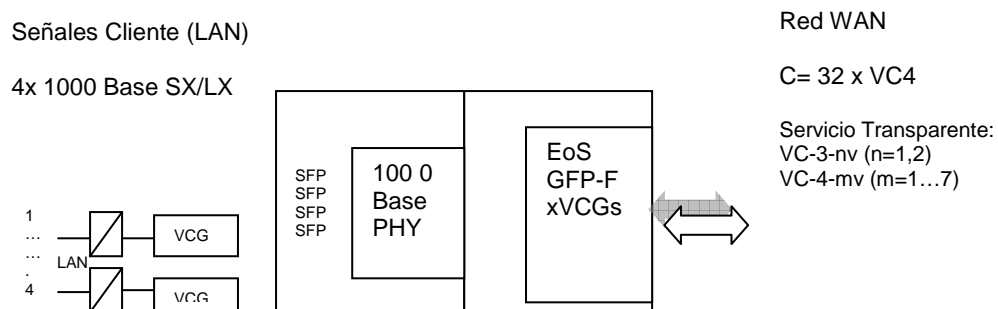 Señales Cliente (LAN)
4x 1000 Base SX/LX
Red WAN
C= 32 x VC4
Servicio Transparente:
VC-3-nv (n=1,2)
VC-4-mv (m=1…7)
SFP
SFP
SFP
SFP
100 0
Base
PHY
EoS
GFP-F
xVCGs
1
…
….
.
4
LAN
VCG
VCG